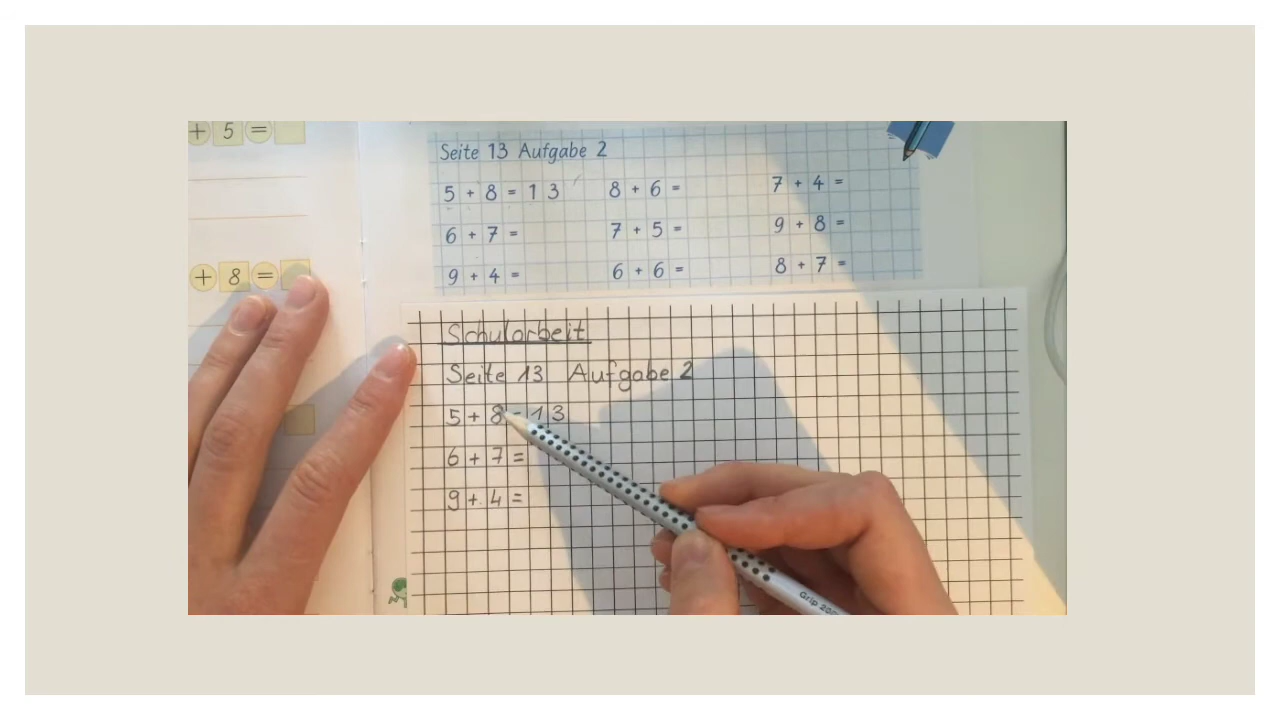 + 5 =
+ 8 =
Seite 13 Aufgabe 2
5 + 8 = 13 8 + 6 = 7 + 4 =
6 + 7 = 7 + 5 = 9 + 8 =
9 + 4 = 6 + 6 = 8 + 7 =
Schularbeit
Seite 13 Aufgabe 2
5 + 8 = 13
6 + 7 =
9 + 4 =
Grip